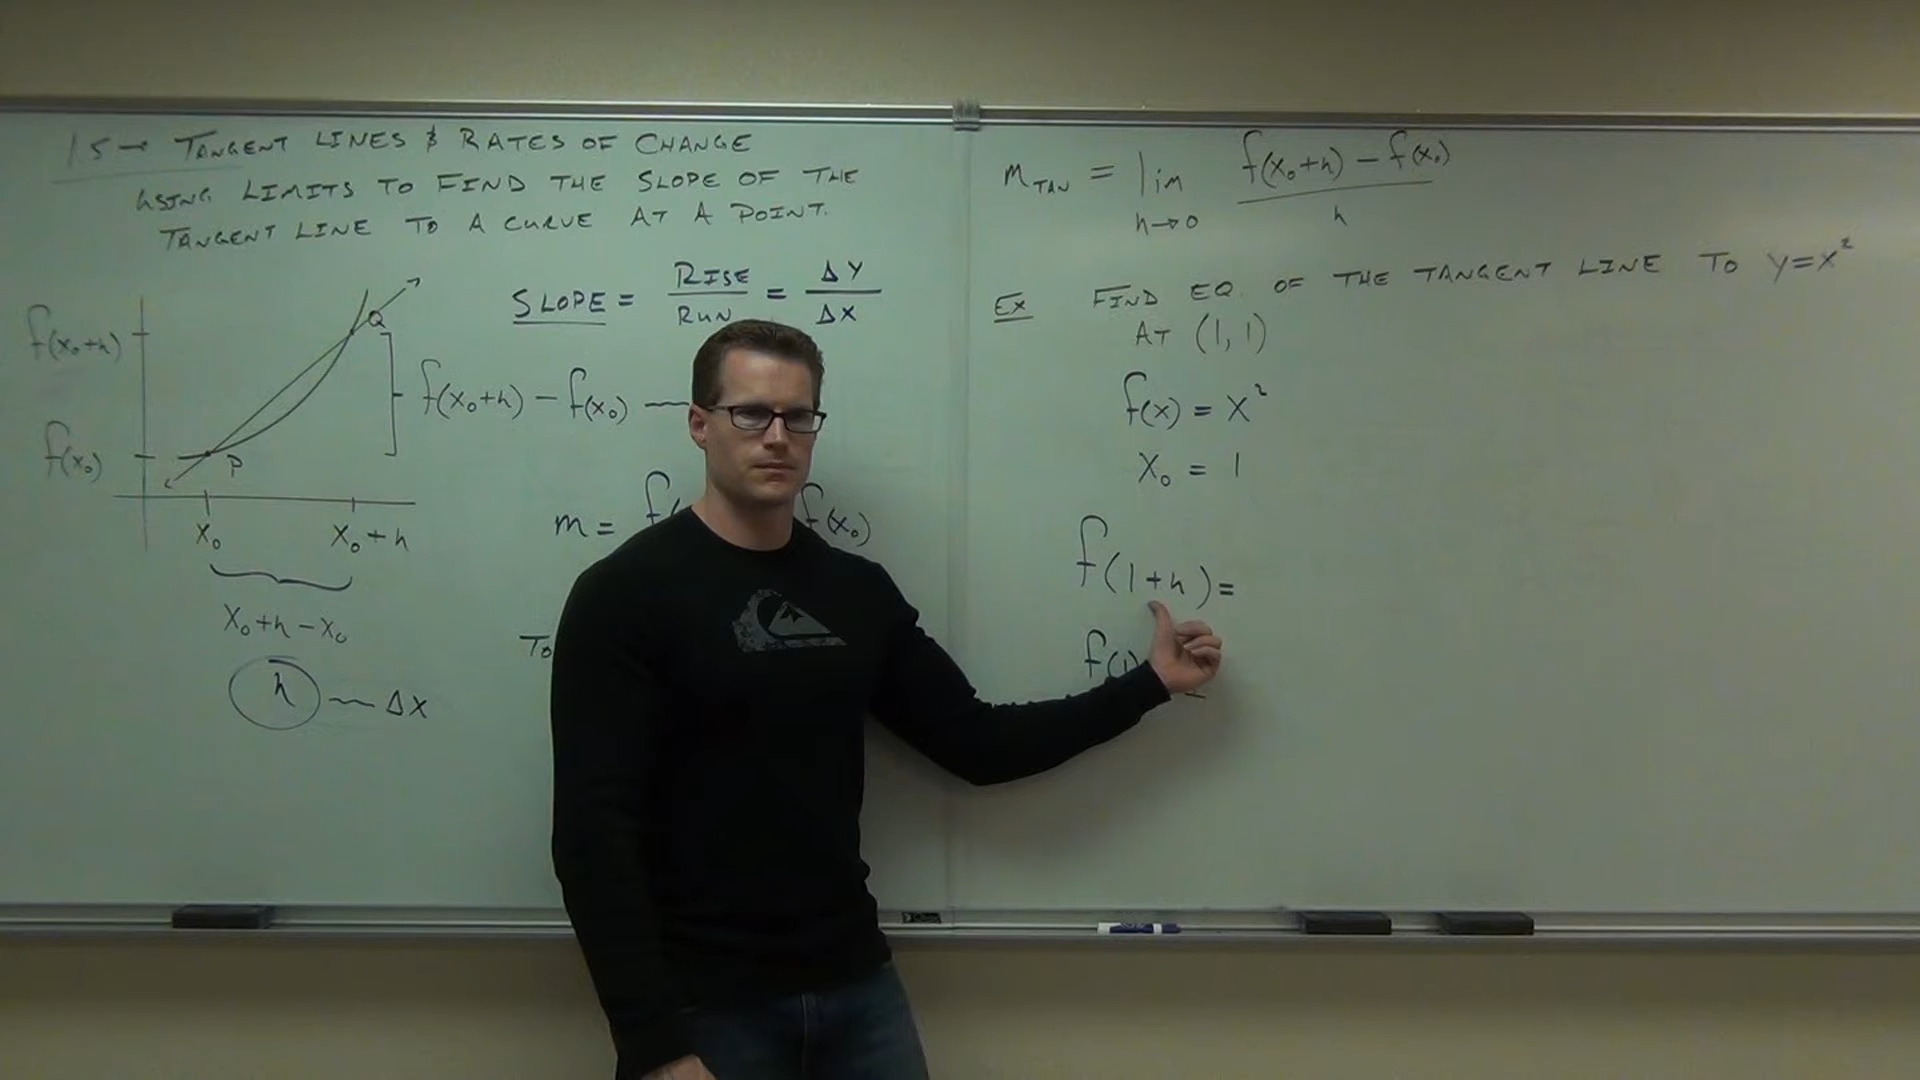 1.5 → TANGENT LINES & RATES OF CHANGE
USING LIMITS TO FIND THE SLOPE OF THE
TANGENT LINE TO A CURVE AT A POINT.
SLOPE = RISE/RUN = ΔY/ΔX
f(x₀+h)
Q
f(x₀+h) − f(x₀)
f(x₀)
P
m = f( f(x₀)
x₀ x₀+h
x₀+h − x₀
To
h ~ Δx
m TAN = lim h→0 f(x₀+h) − f(x₀) / h
EX FIND EQ. OF THE TANGENT LINE TO y=x²
AT (1,1)
f(x) = x²
x₀ = 1
f(1+h) =
f(1)